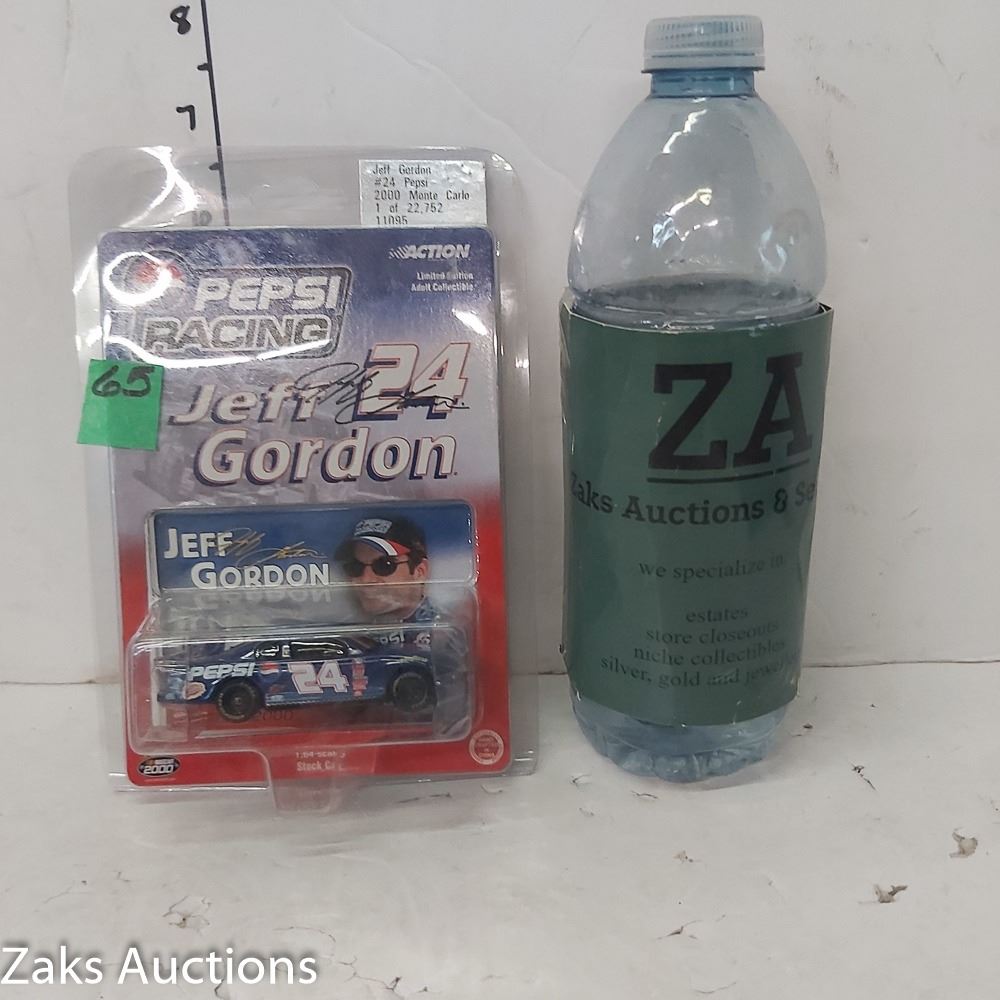 8
7
Jeff Gordon
#24 Pepsi
2000 Monte Carlo
1 of 22,752
11095
ACTION
Limited Edition
Adult Collectible
PEPSI
RACING
65
Jeff 24
Gordon
JEFF
GORDON
PEPSI 24
2000
Stock Ca
ZA
Zaks Auctions & Se
we specialize in
estates
store closeouts
niche collectibles
silver, gold and jewel
Zaks Auctions